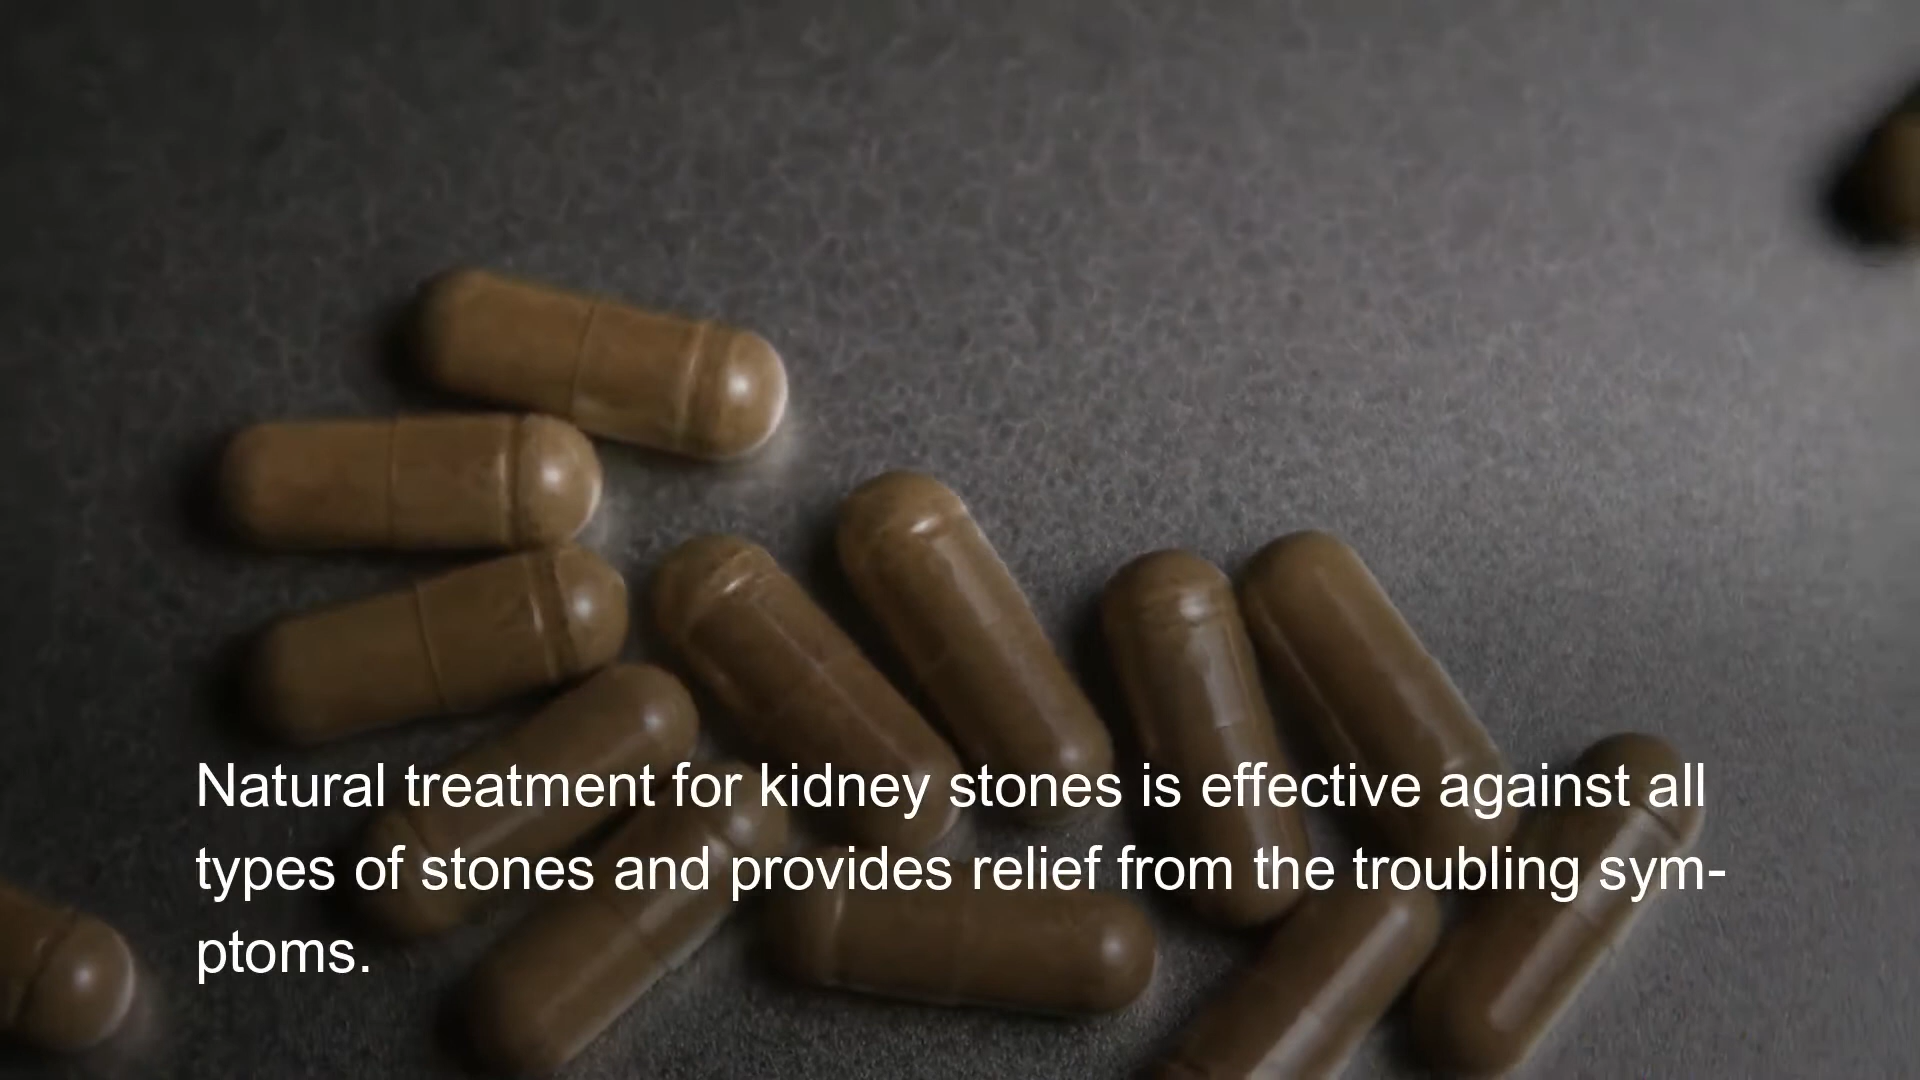 Natural treatment for kidney stones is effective against all
types of stones and provides relief from the troubling sym-
ptoms.